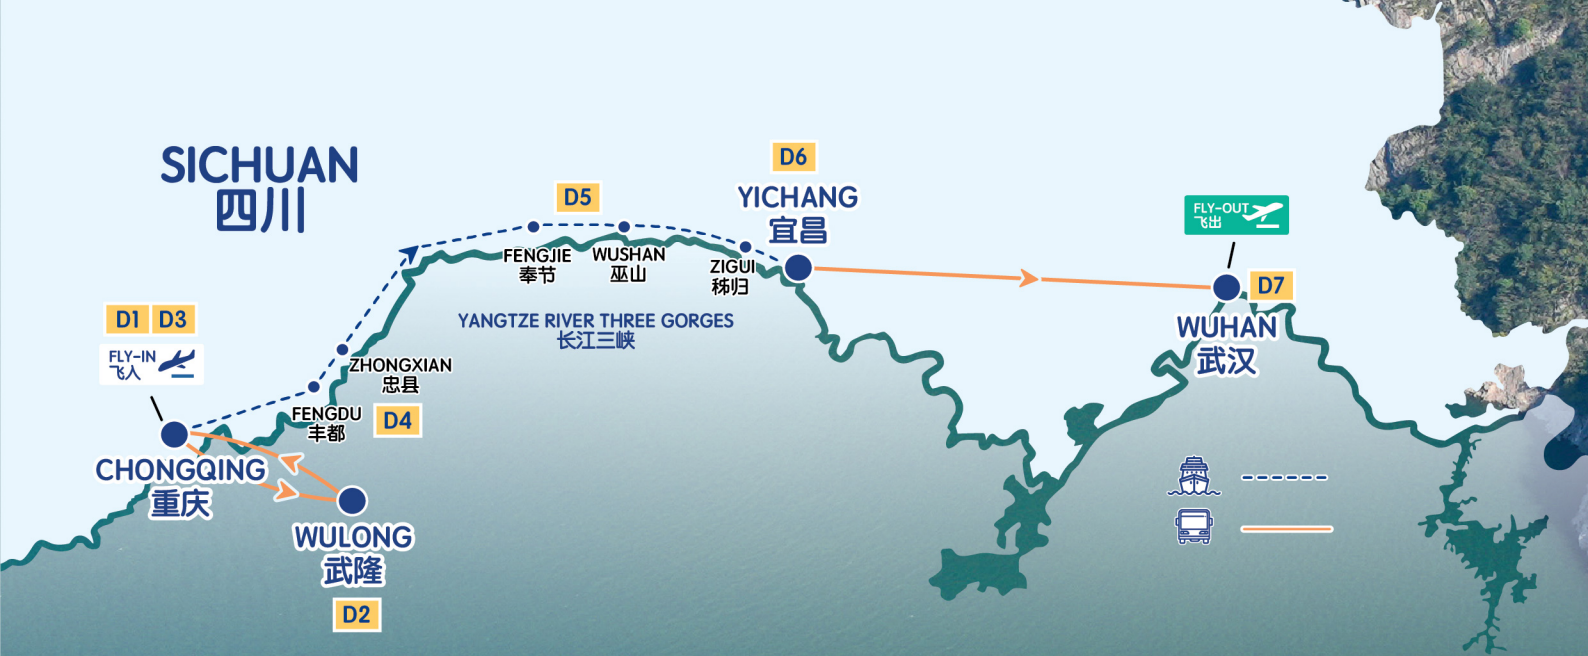 SICHUAN
四川
D1 D3
FLY-IN
飞入
CHONGQING
重庆
WULONG
武隆
D2
FENGDU
丰都
ZHONGXIAN
忠县
D4
D5
FENGJIE
奉节
WUSHAN
巫山
ZIGUI
秭归
YANGTZE RIVER THREE GORGES
长江三峡
D6
YICHANG
宜昌
FLY-OUT
飞出
D7
WUHAN
武汉